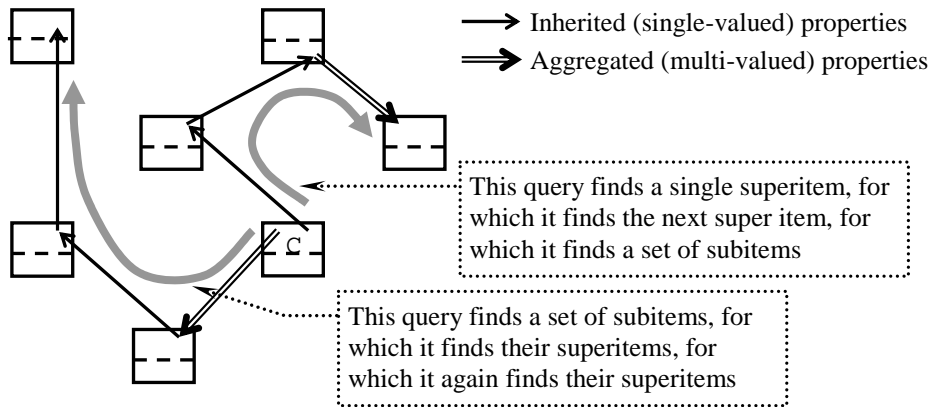 Inherited (single-valued) properties
Aggregated (multi-valued) properties
This query finds a single superitem, for
which it finds the next super item, for
which it finds a set of subitems
C
This query finds a set of subitems, for
which it finds their superitems, for
which it again finds their superitems